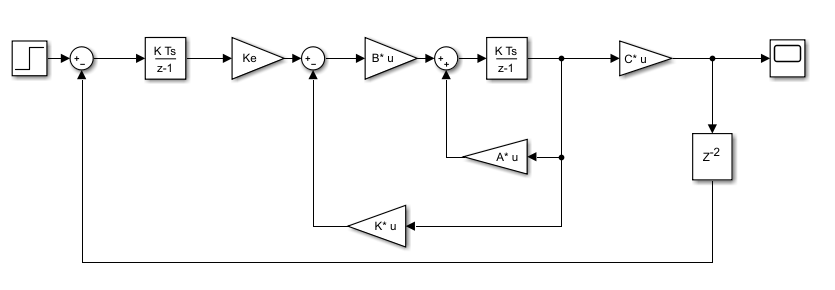 K Ts
z-1
Ke
B* u
K Ts
z-1
C* u
A* u
Z-2
K* u